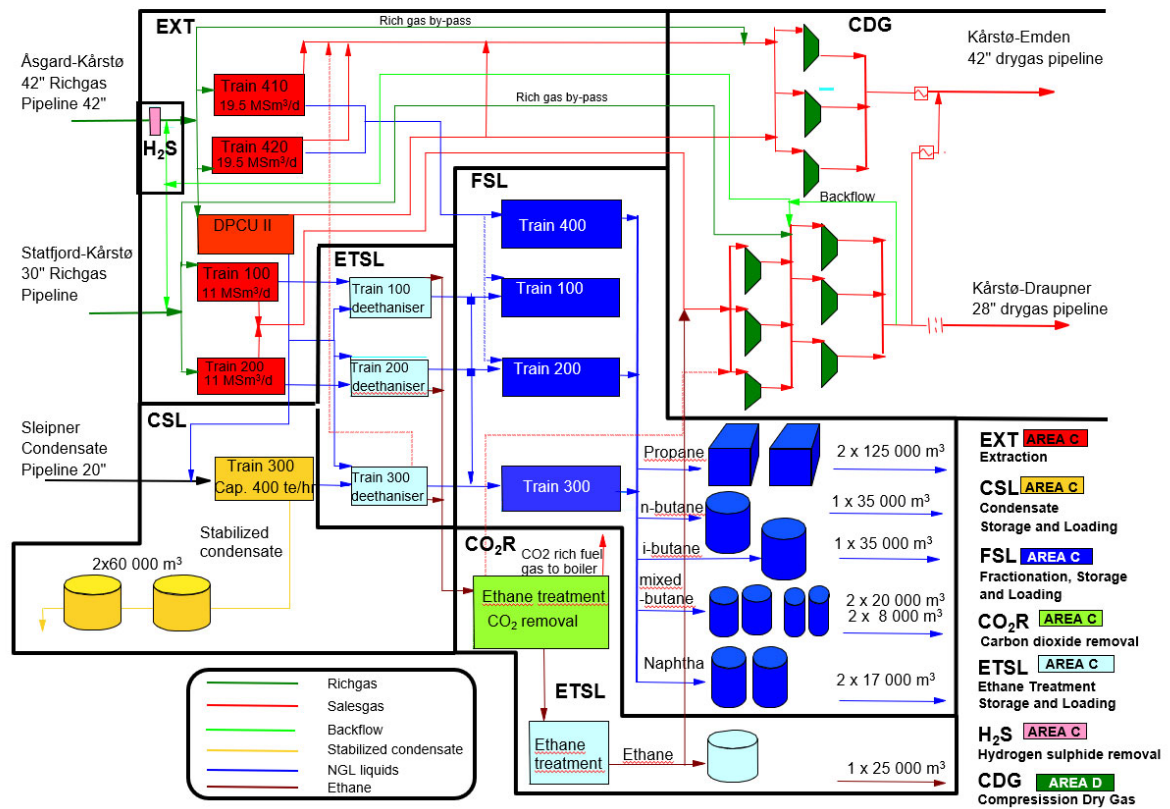 EXT
Rich gas by-pass
CDG
Åsgard-Kårstø
42" Richgas
Pipeline 42"
Kårstø-Emden
42" drygas pipeline
Train 410
19.5 MSm³/d
Rich gas by-pass
H₂S
Train 420
19.5 MSm³/d
FSL
Backflow
DPCU II
Train 400
Statfjord-Kårstø
30" Richgas
Pipeline
ETSL
Train 100
11 MSm³/d
Train 100
deethaniser
Train 100
Kårstø-Draupner
28" drygas pipeline
Train 200
11 MSm³/d
Train 200
deethaniser
Train 200
CSL
Sleipner
Condensate
Pipeline 20"
Train 300
Cap. 400 te/hr
Train 300
deethaniser
Train 300
Propane
2 x 125 000 m³
n-butane
1 x 35 000 m³
i-butane
1 x 35 000 m³
mixed
-butane
2 x 20 000 m³
2 x 8 000 m³
Naphtha
2 x 17 000 m³
Stabilized
condensate
2x60 000 m³
CO₂R
CO2 rich fuel
gas to boiler
Ethane treatment
CO₂ removal
ETSL
Ethane
treatment
Ethane
1 x 25 000 m³
Richgas
Salesgas
Backflow
Stabilized condensate
NGL liquids
Ethane
EXT AREA C
Extraction
CSL AREA C
Condensate
Storage and Loading
FSL AREA C
Fractionation, Storage
and Loading
CO₂R AREA C
Carbon dioxide removal
ETSL AREA C
Ethane Treatment
Storage and Loading
H₂S AREA C
Hydrogen sulphide removal
CDG AREA D
Compresission Dry Gas